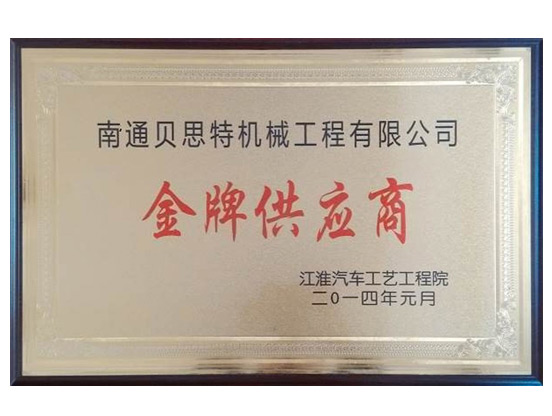 南通贝思特机械工程有限公司
金牌供应商
江淮汽车工艺工程院
二0一四年元月